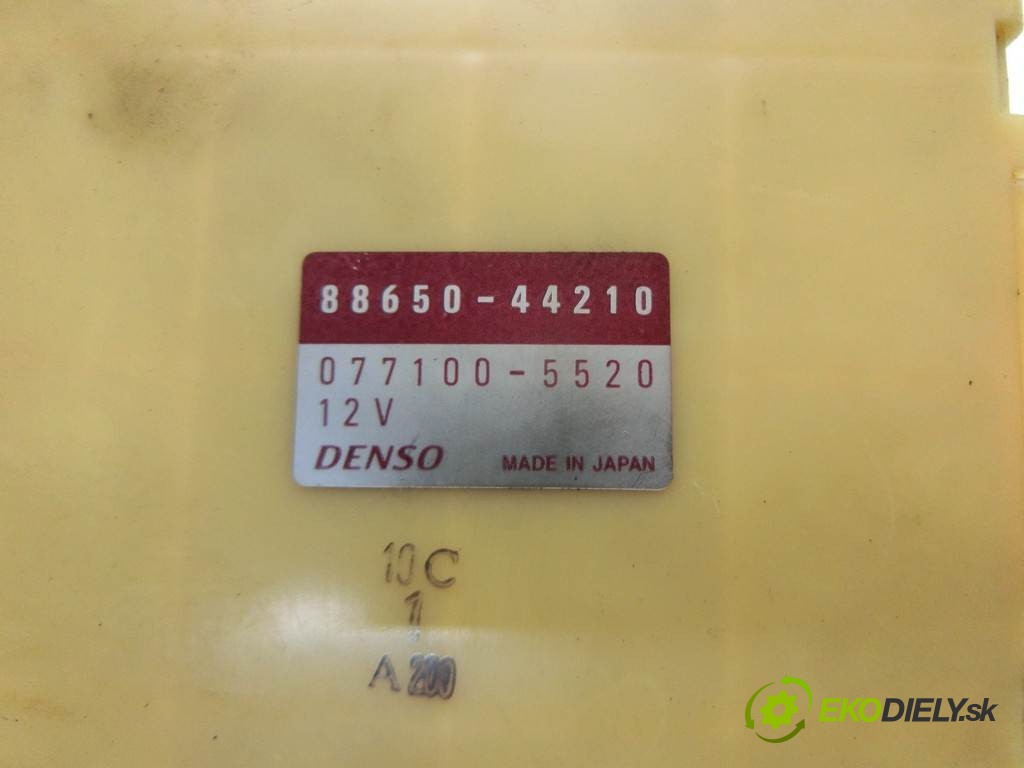 88650-44210
077100-5520
12V
DENSO MADE IN JAPAN
10C
1
A 200
EKODIELY.sk